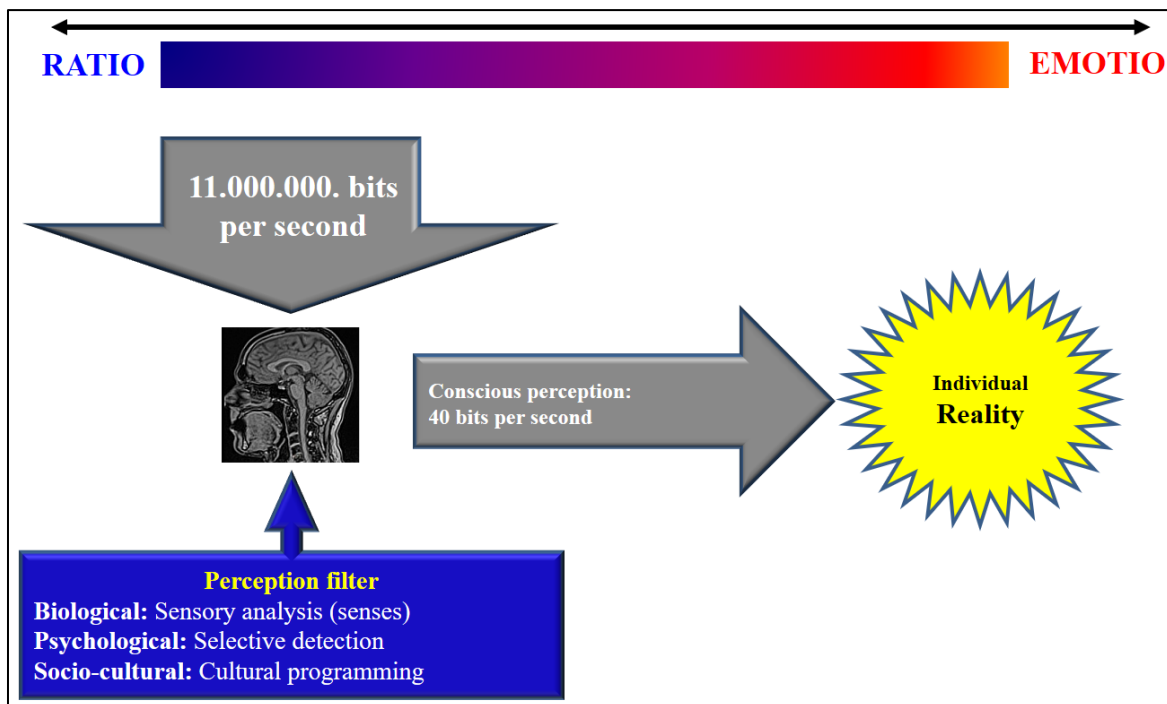 RATIO
EMOTIO
11.000.000. bits
per second
Conscious perception:
40 bits per second
Individual
Reality
Perception filter
Biological: Sensory analysis (senses)
Psychological: Selective detection
Socio-cultural: Cultural programming